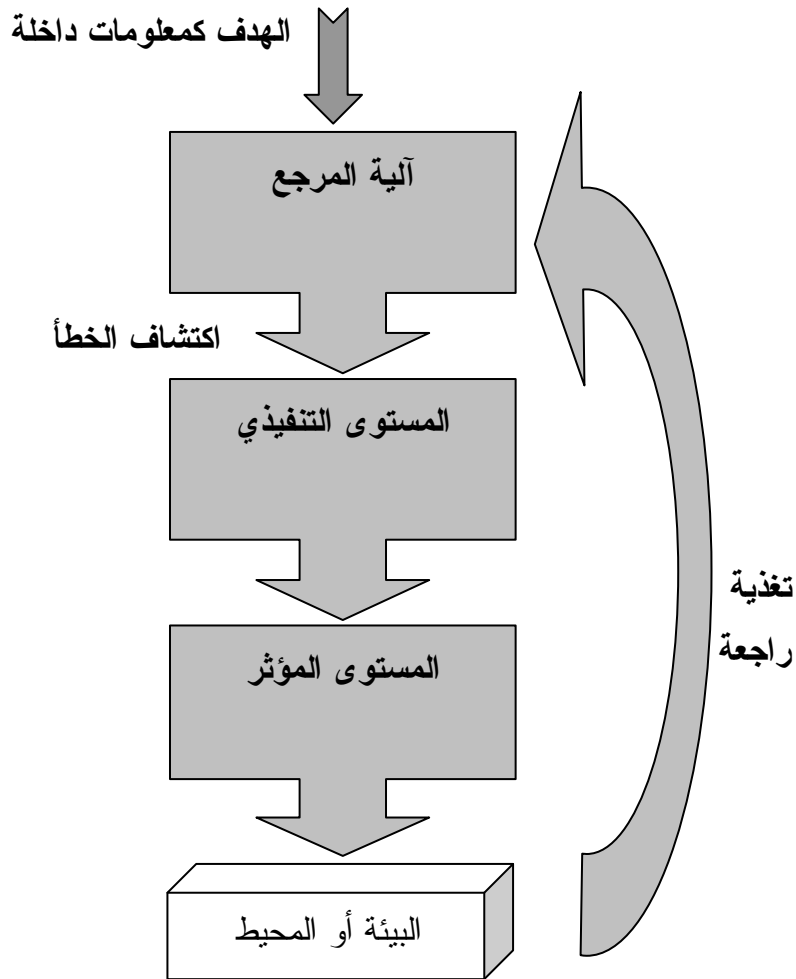 الهدف كمعلومات داخلة
آلية المرجع
اكتشاف الخطأ
المستوى التنفيذي
تغذية
راجعة
المستوى المؤثر
البيئة أو المحيط